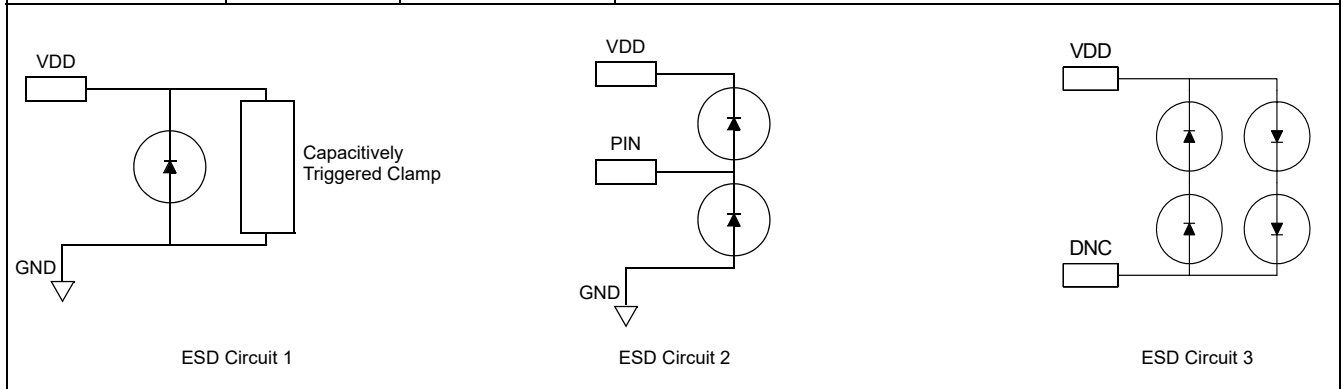 VDD
Capacitively
Triggered Clamp
GND
ESD Circuit 1
VDD
PIN
GND
ESD Circuit 2
VDD
DNC
ESD Circuit 3